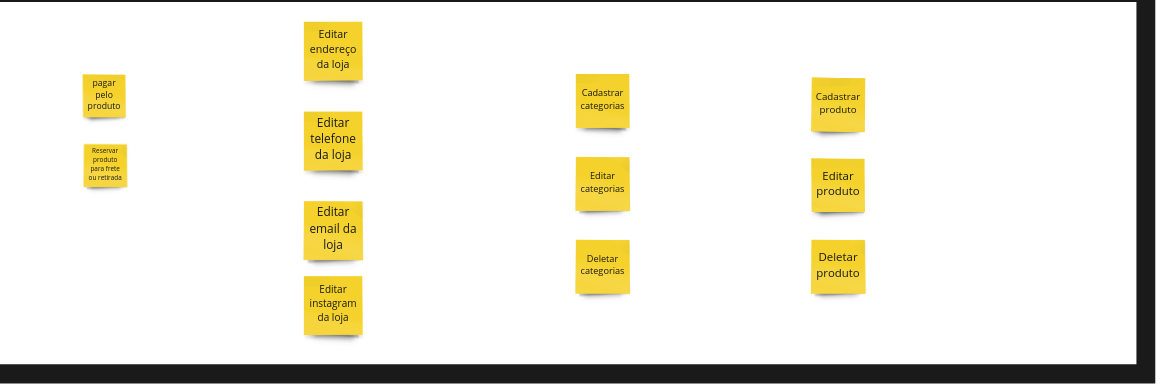 pagar
pelo
produto
Reservar
produto
para frete
ou retirada
Editar
endereço
da loja
Editar
telefone
da loja
Editar
email da
loja
Editar
instagram
da loja
Cadastrar
categorias
Editar
categorias
Deletar
categorias
Cadastrar
produto
Editar
produto
Deletar
produto